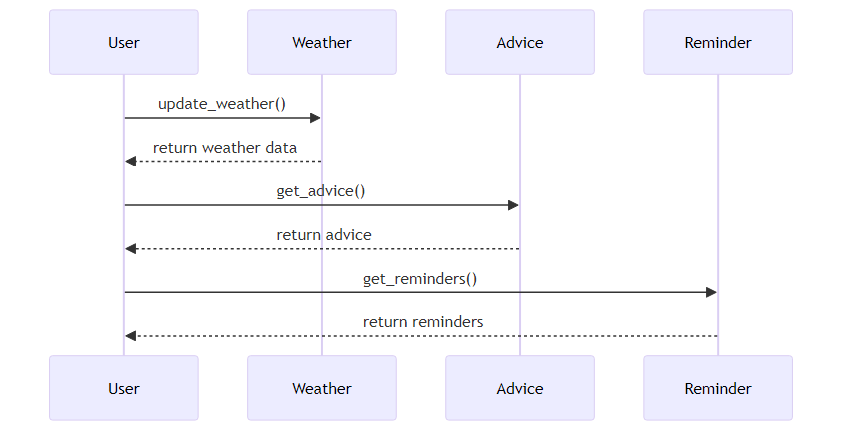 User
Weather
Advice
Reminder
update_weather()
return weather data
get_advice()
return advice
get_reminders()
return reminders
User
Weather
Advice
Reminder